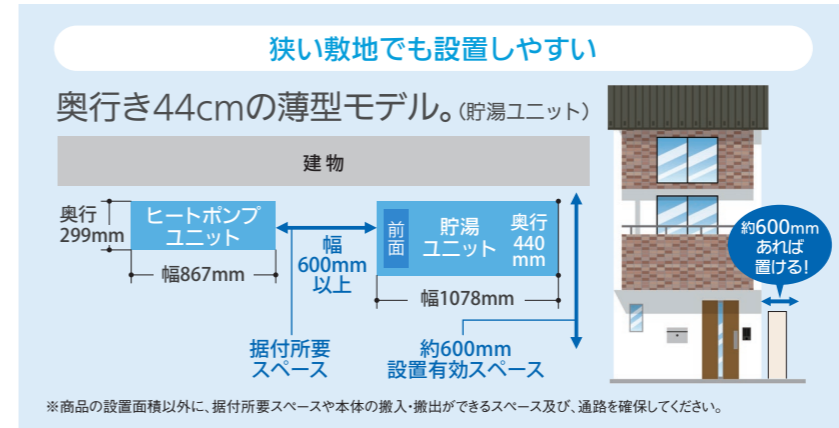 狭い敷地でも設置しやすい
奥行き44cmの薄型モデル。(貯湯ユニット)
建物
奥行
299mm
ヒートポンプ
ユニット
幅867mm
幅
600mm
以上
前面
貯湯
ユニット
奥行
440
mm
幅1078mm
据付所要
スペース
約600mm
設置有効スペース
約600mm
あれば
置ける!
※商品の設置面積以外に、据付所要スペースや本体の搬入・搬出ができるスペース及び、通路を確保してください。